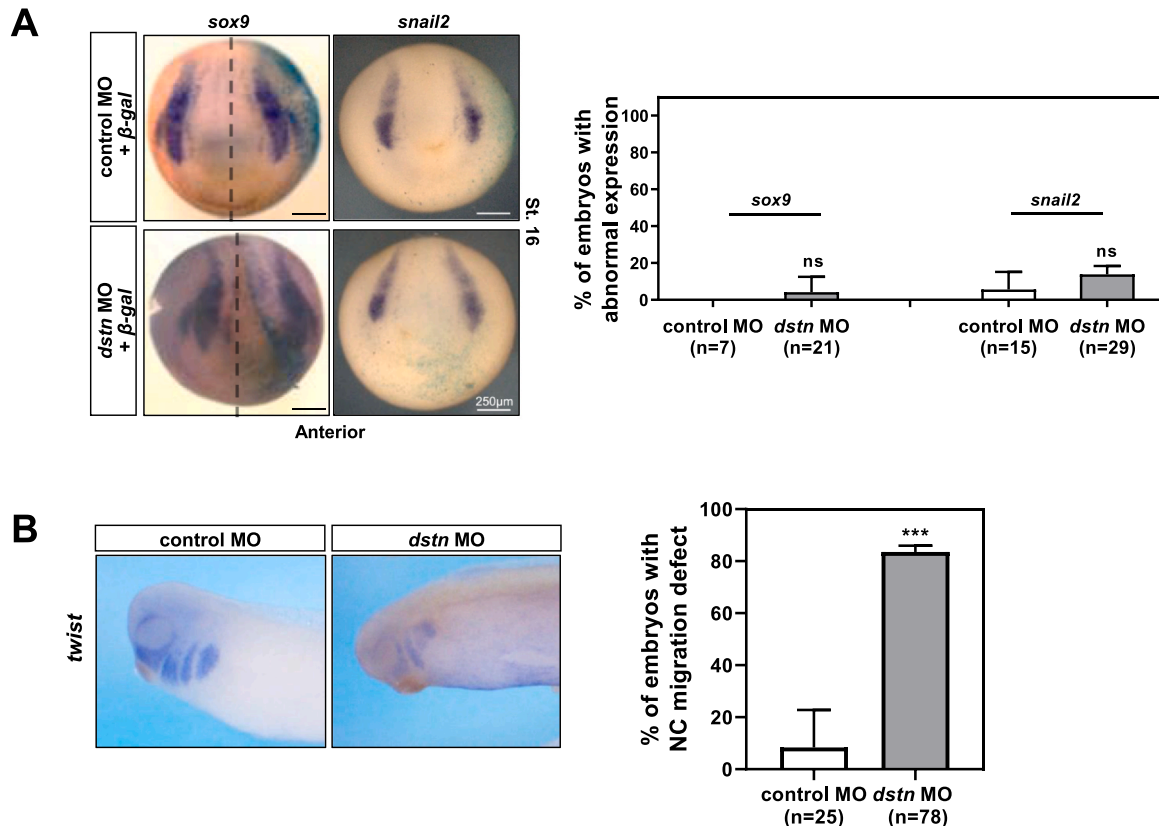 A
sox9
snail2
control MO
+ β-gal
dstn MO
+ β-gal
St. 16
250µm
Anterior
% of embryos with
abnormal expression
100
80
60
40
20
0
sox9
snail2
ns
ns
control MO
(n=7)
dstn MO
(n=21)
control MO
(n=15)
dstn MO
(n=29)
B
control MO
dstn MO
twist
% of embryos with
NC migration defect
100
80
60
40
20
0
***
control MO
(n=25)
dstn MO
(n=78)